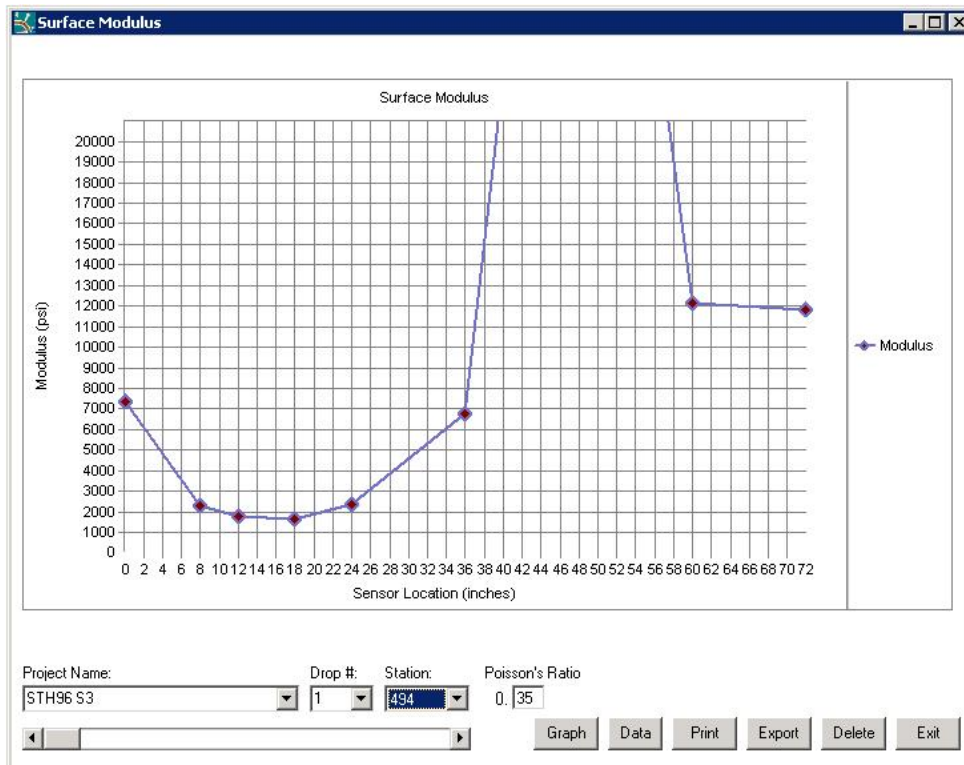 Surface Modulus
Surface Modulus
20000
19000
18000
17000
16000
15000
14000
13000
12000
11000
10000
9000
8000
7000
6000
5000
4000
3000
2000
1000
0
Modulus (psi)
0 2 4 6 8 10 12 14 16 18 20 22 24 26 28 30 32 34 36 38 40 42 44 46 48 50 52 54 56 58 60 62 64 66 68 70 72
Sensor Location (inches)
Modulus
Project Name: Drop #: Station: Poisson's Ratio
STH96 S3 1 494 0. 35
Graph Data Print Export Delete Exit